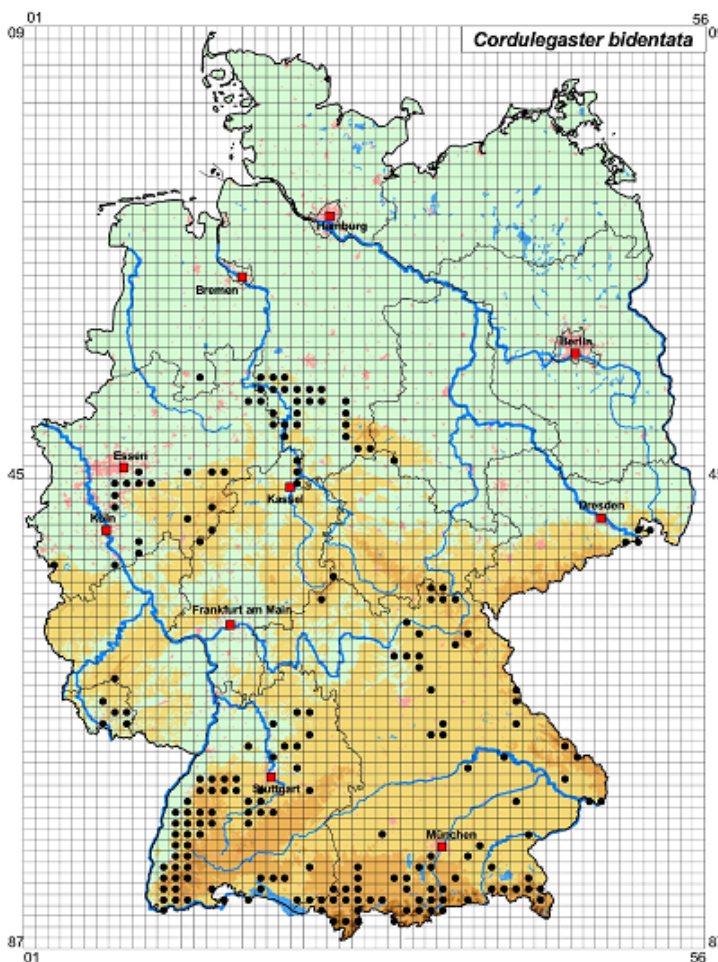 01
56
09
09
Cordulegaster bidentata
Hamburg
Bremen
Berlin
Essen
45
45
Kassel
Dresden
Köln
Frankfurt am Main
Stuttgart
München
87
87
01
56